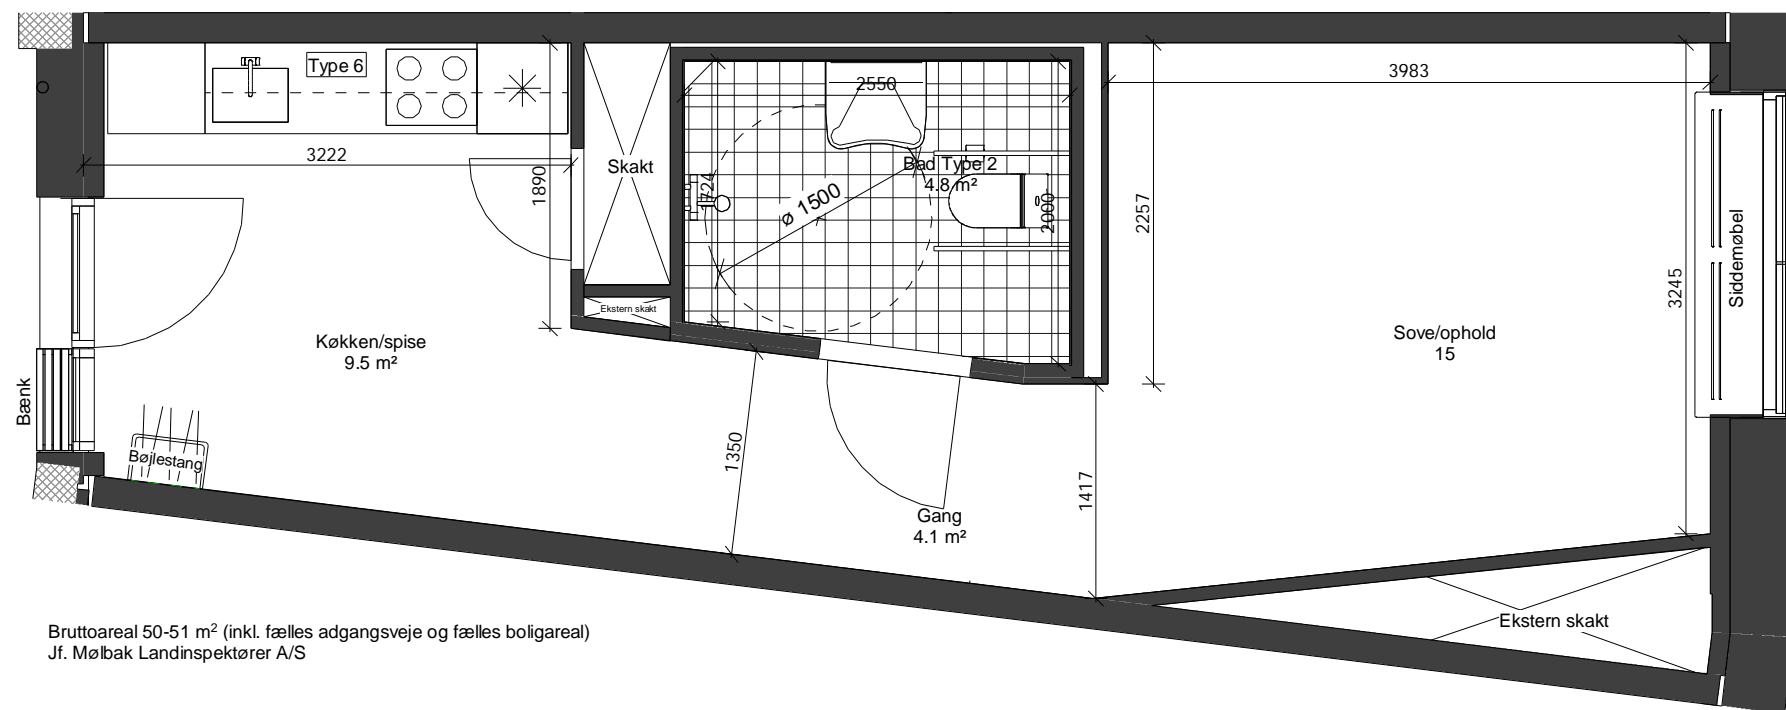 Type 6
2550
3983
3222
1890
Skakt
Bad Type 2
4.8 m²
1724
ø 1500
2000
2257
3245
Siddemøbel
Ekstern skakt
Køkken/spise
9.5 m²
Sove/ophold
15
Bænk
Bøjlestang
1350
1417
Gang
4.1 m²
Ekstern skakt
Bruttoareal 50-51 m² (inkl. fælles adgangsveje og fælles boligareal)
Jf. Mølbak Landinspektører A/S